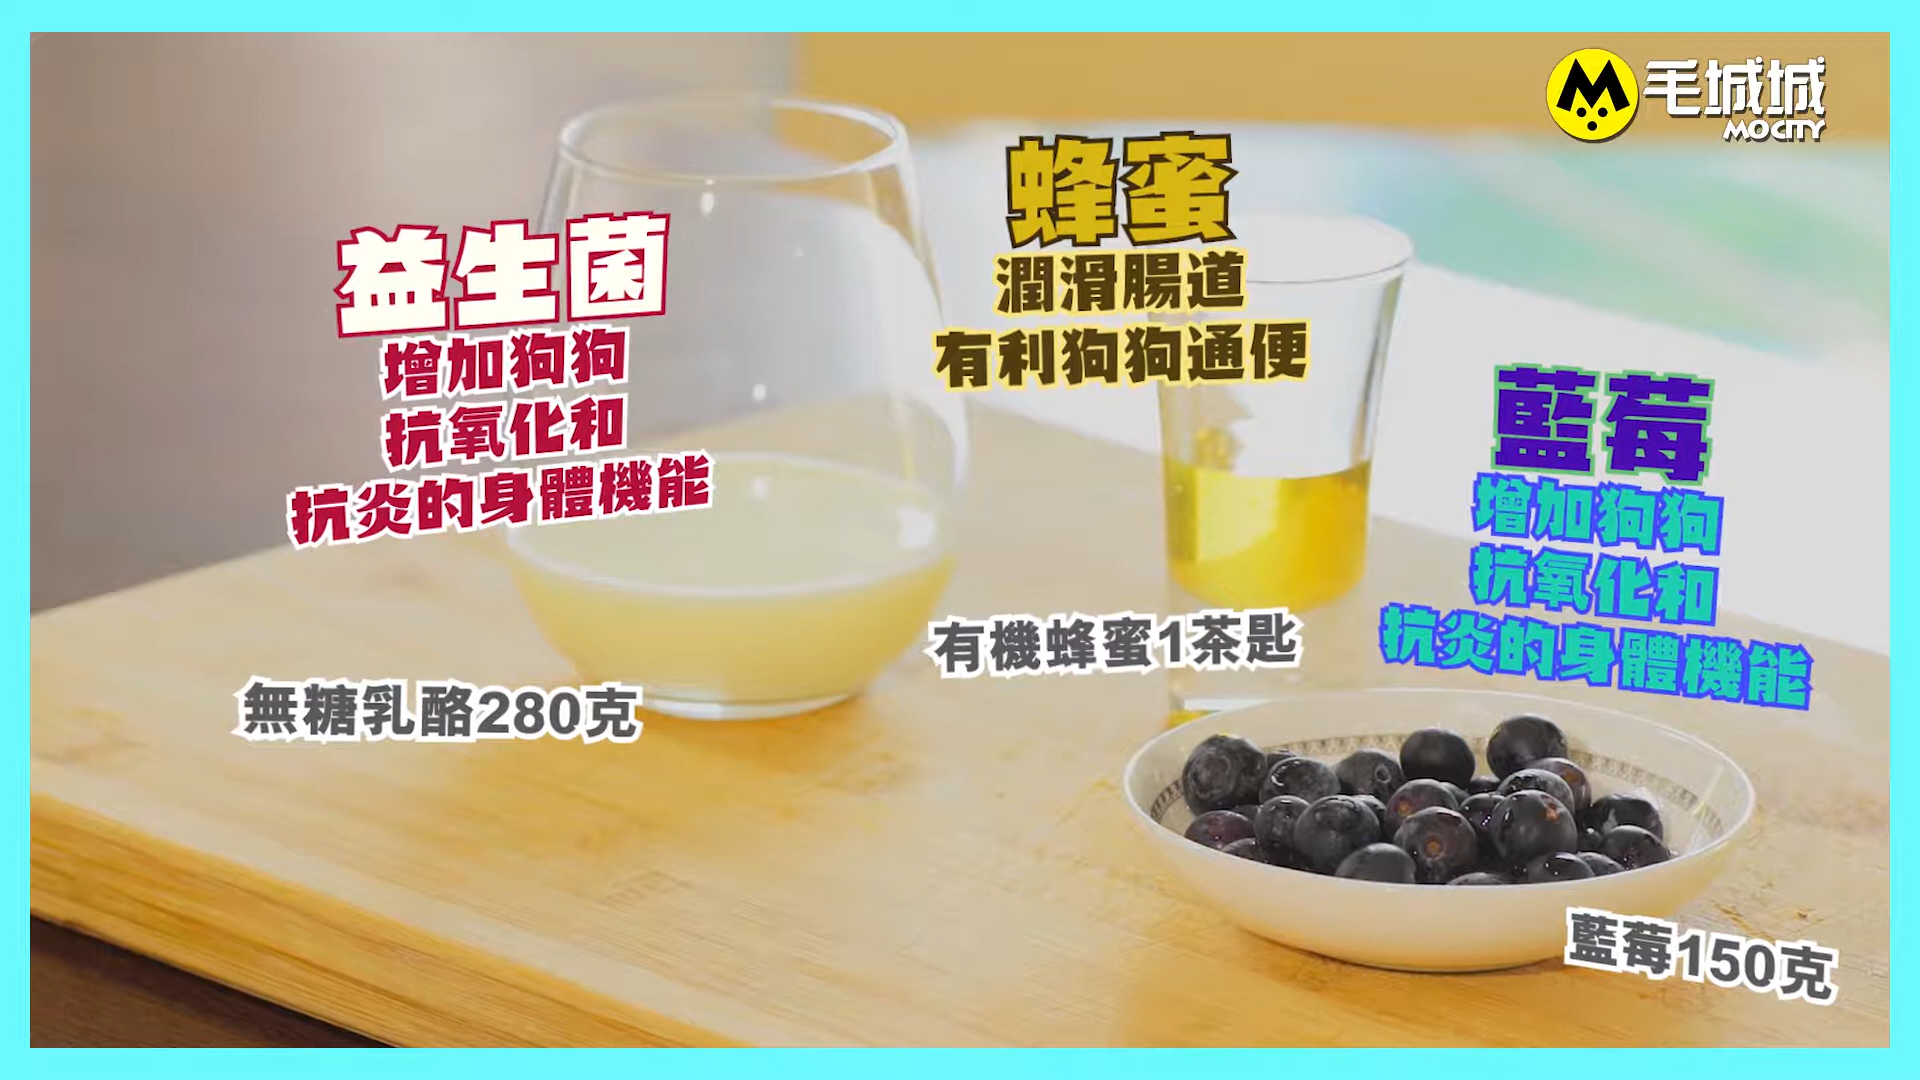 毛城城
MOCITY
益生菌
增加狗狗
抗氧化和
抗炎的身體機能
無糖乳酪280克
蜂蜜
潤滑腸道
有利狗狗通便
有機蜂蜜1茶匙
藍莓
增加狗狗
抗氧化和
抗炎的身體機能
藍莓150克